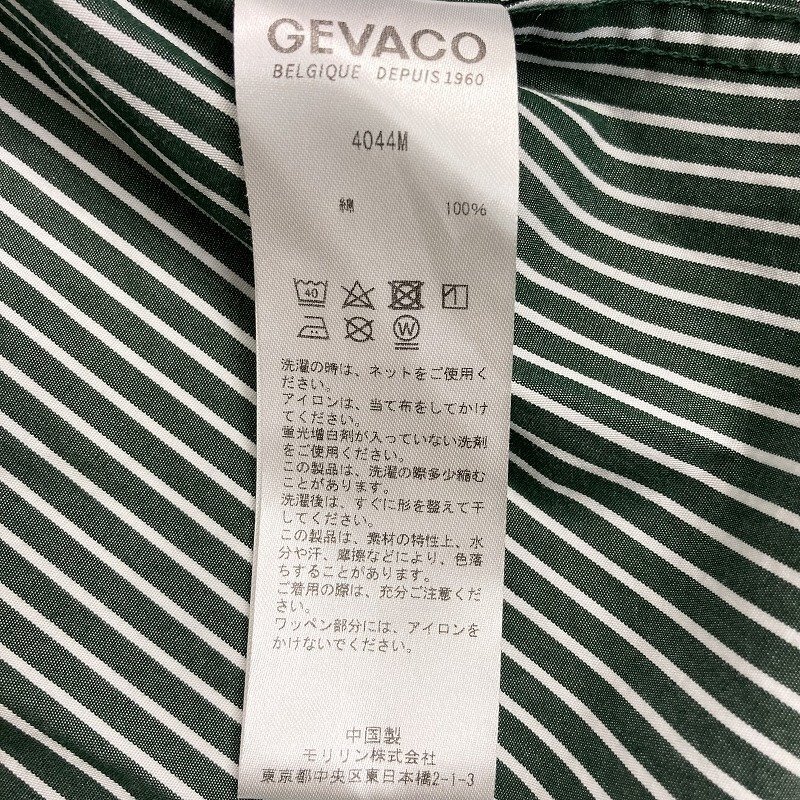 GEVACO
BELGIQUE DEPUIS 1960
4044M
綿 100%
40
W
洗濯の時は、ネットをご使用く
ださい。
アイロンは、当て布をしてかけ
てください。
蛍光増白剤が入っていない洗剤
をご使用ください。
この製品は、洗濯の際多少縮む
ことがあります。
洗濯後は、すぐに形を整えて干
してください。
この製品は、素材の特性上、水
分や汗、摩擦などにより、色落
ちすることがあります。
ご着用の際は、充分ご注意くだ
さい。
ワッペン部分には、アイロンを
かけないでください。
中国製
モリリン株式会社
東京都中央区東日本橋2-1-3